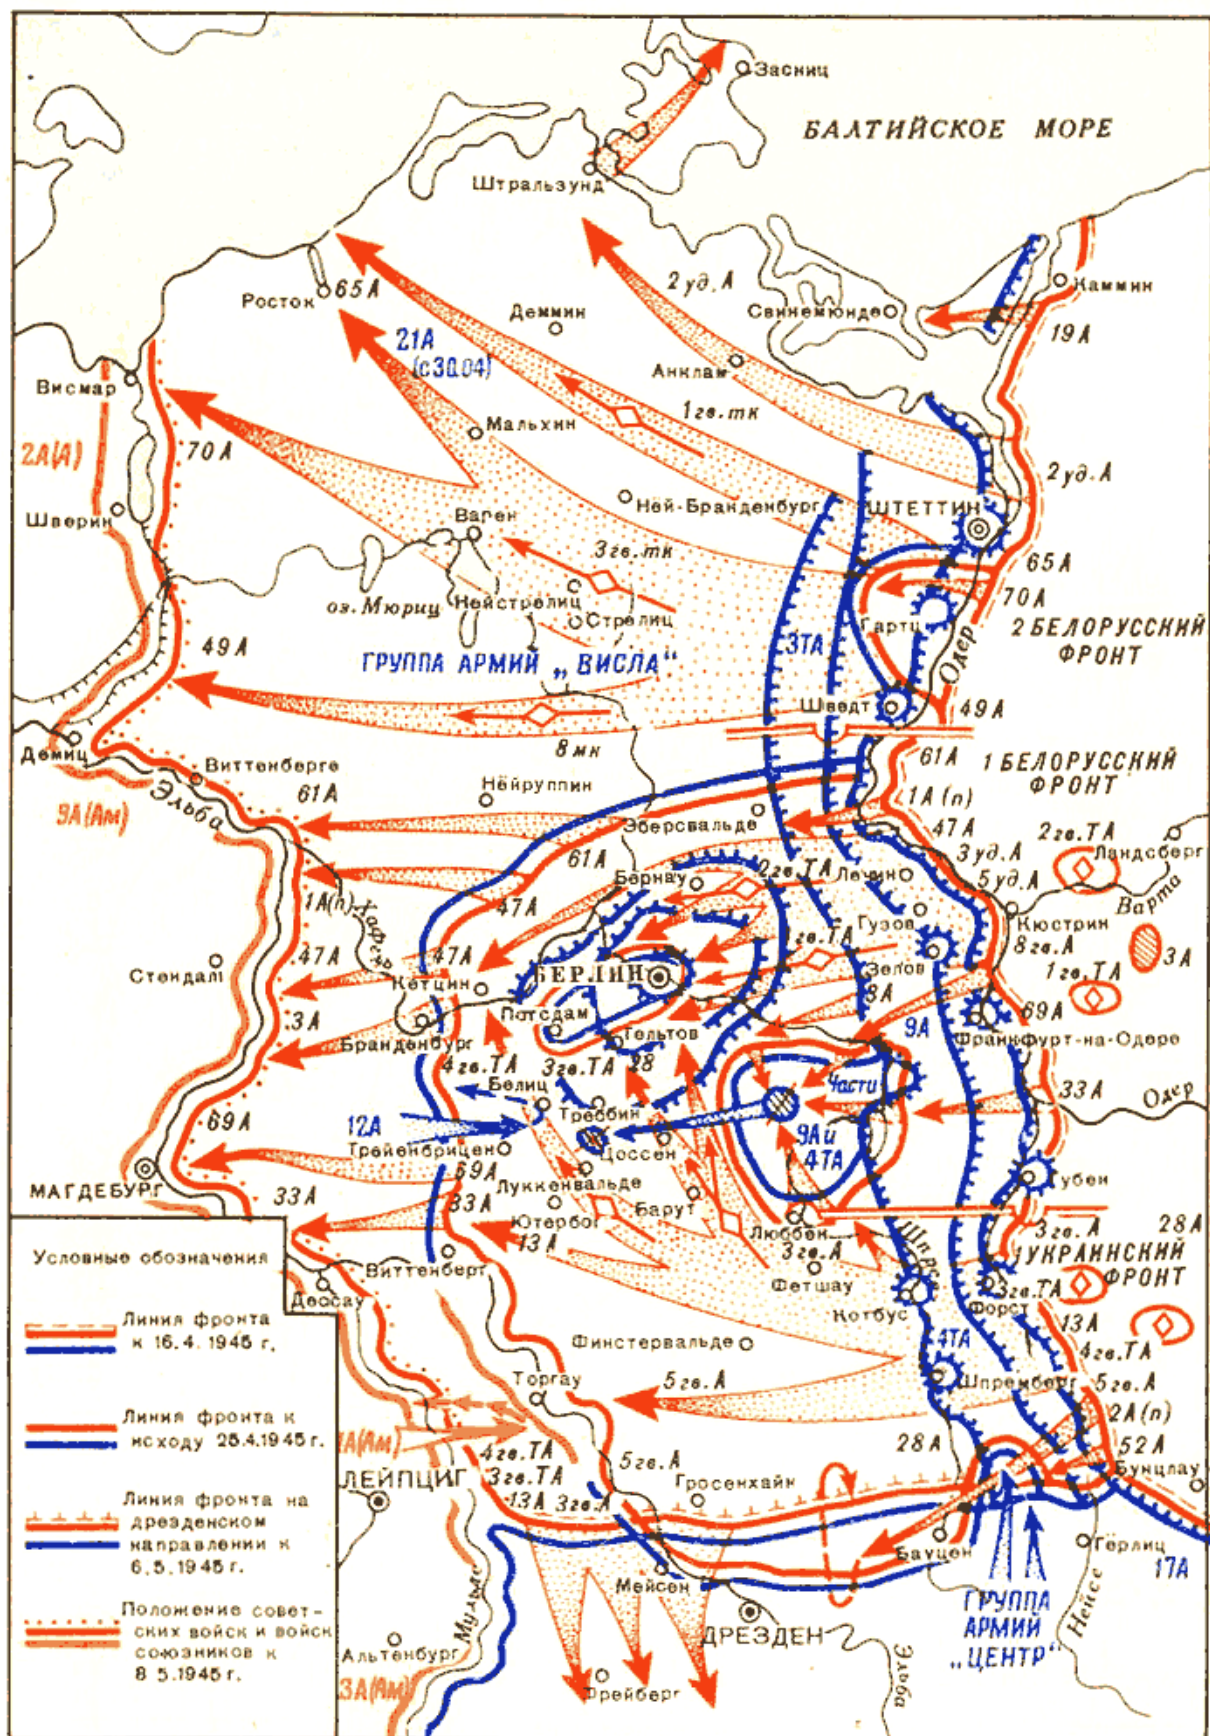 Засниц
БАЛТИЙСКОЕ МОРЕ
Штральзунд
Каммин
2 уд. А
Росток
65 А
Деммин
Свинемюнде
19 А
21А
(с 30.04)
Анклам
Висмар
1 гв. тк
Мальхин
2А(А)
70 А
2 уд. А
Шверин
Варен
Ней-Бранденбург
ШТЕТТИН
3 гв. тк
65 А
оз. Мюриц
Нейстрелиц
70 А
Стрелиц
Гартц
2 БЕЛОРУССКИЙ
ФРОНТ
49 А
ГРУППА АРМИЙ „ВИСЛА“
3ТА
Одер
Шведт
49 А
Демиц
8 мк
61 А
1 БЕЛОРУССКИЙ
ФРОНТ
Виттенберге
Эльба
61 А
Нейруппин
1 А (п)
9А(Ам)
Эберсвальде
47 А
2 гв. ТА
3 уд. А
Ландсберг
61 А
Бернау
2 гв. ТА
Лечин
5 уд. А
Варта
1А(п)
Хафель
47 А
Гузов
Кюстрин
8 гв. А
1 гв. ТА
3 А
Стендаль
47 А
47 А
БЕРЛИН
Зелов
1 гв. ТА
Кетцин
8 А
3 А
Потсдам
9А
69 А
Бранденбург
Тельтов
Франкфурт-на-Одере
4 гв. ТА
3 гв. ТА
28
Белиц
Части
33 А
Одер
69 А
12А
Треббин
9А и
4ТА
Трейенбрицен
Цоссен
МАГДЕБУРГ
69 А
Губен
33 А
33 А
Луккенвальде
Барут
Ютербог
Люббен
3 гв. А
28 А
13 А
3 гв. А
Шпрее
1 УКРАИНСКИЙ
ФРОНТ
Виттенберг
Фетшау
3 гв. ТА
Дессау
Котбус
Форст
13 А
Финстервальде
4ТА
4 гв. ТА
Торгау
5 гв. А
Шпремберг
5 гв. А
2А(п)
1А(Ам)
28 А
52 А
4 гв. ТА
5 гв. А
ЛЕЙПЦИГ
3 гв. ТА
Гросенхайн
Бунцлау
13 А
3 гв. А
Бауцен
Гёрлиц
17А
Мейсен
ГРУППА
АРМИЙ
„ЦЕНТР“
Нейсе
Мульде
ДРЕЗДЕН
Альтенбург
Эльба
3А(Ам)
Фрейберг
Условные обозначения
Линия фронта
к 16.4.1945 г.
Линия фронта к
исходу 25.4.1945 г.
Линия фронта на
дрезденском
направлении к
6.5.1945 г.
Положение совет-
ских войск и войск
союзников к
8 5.1945 г.